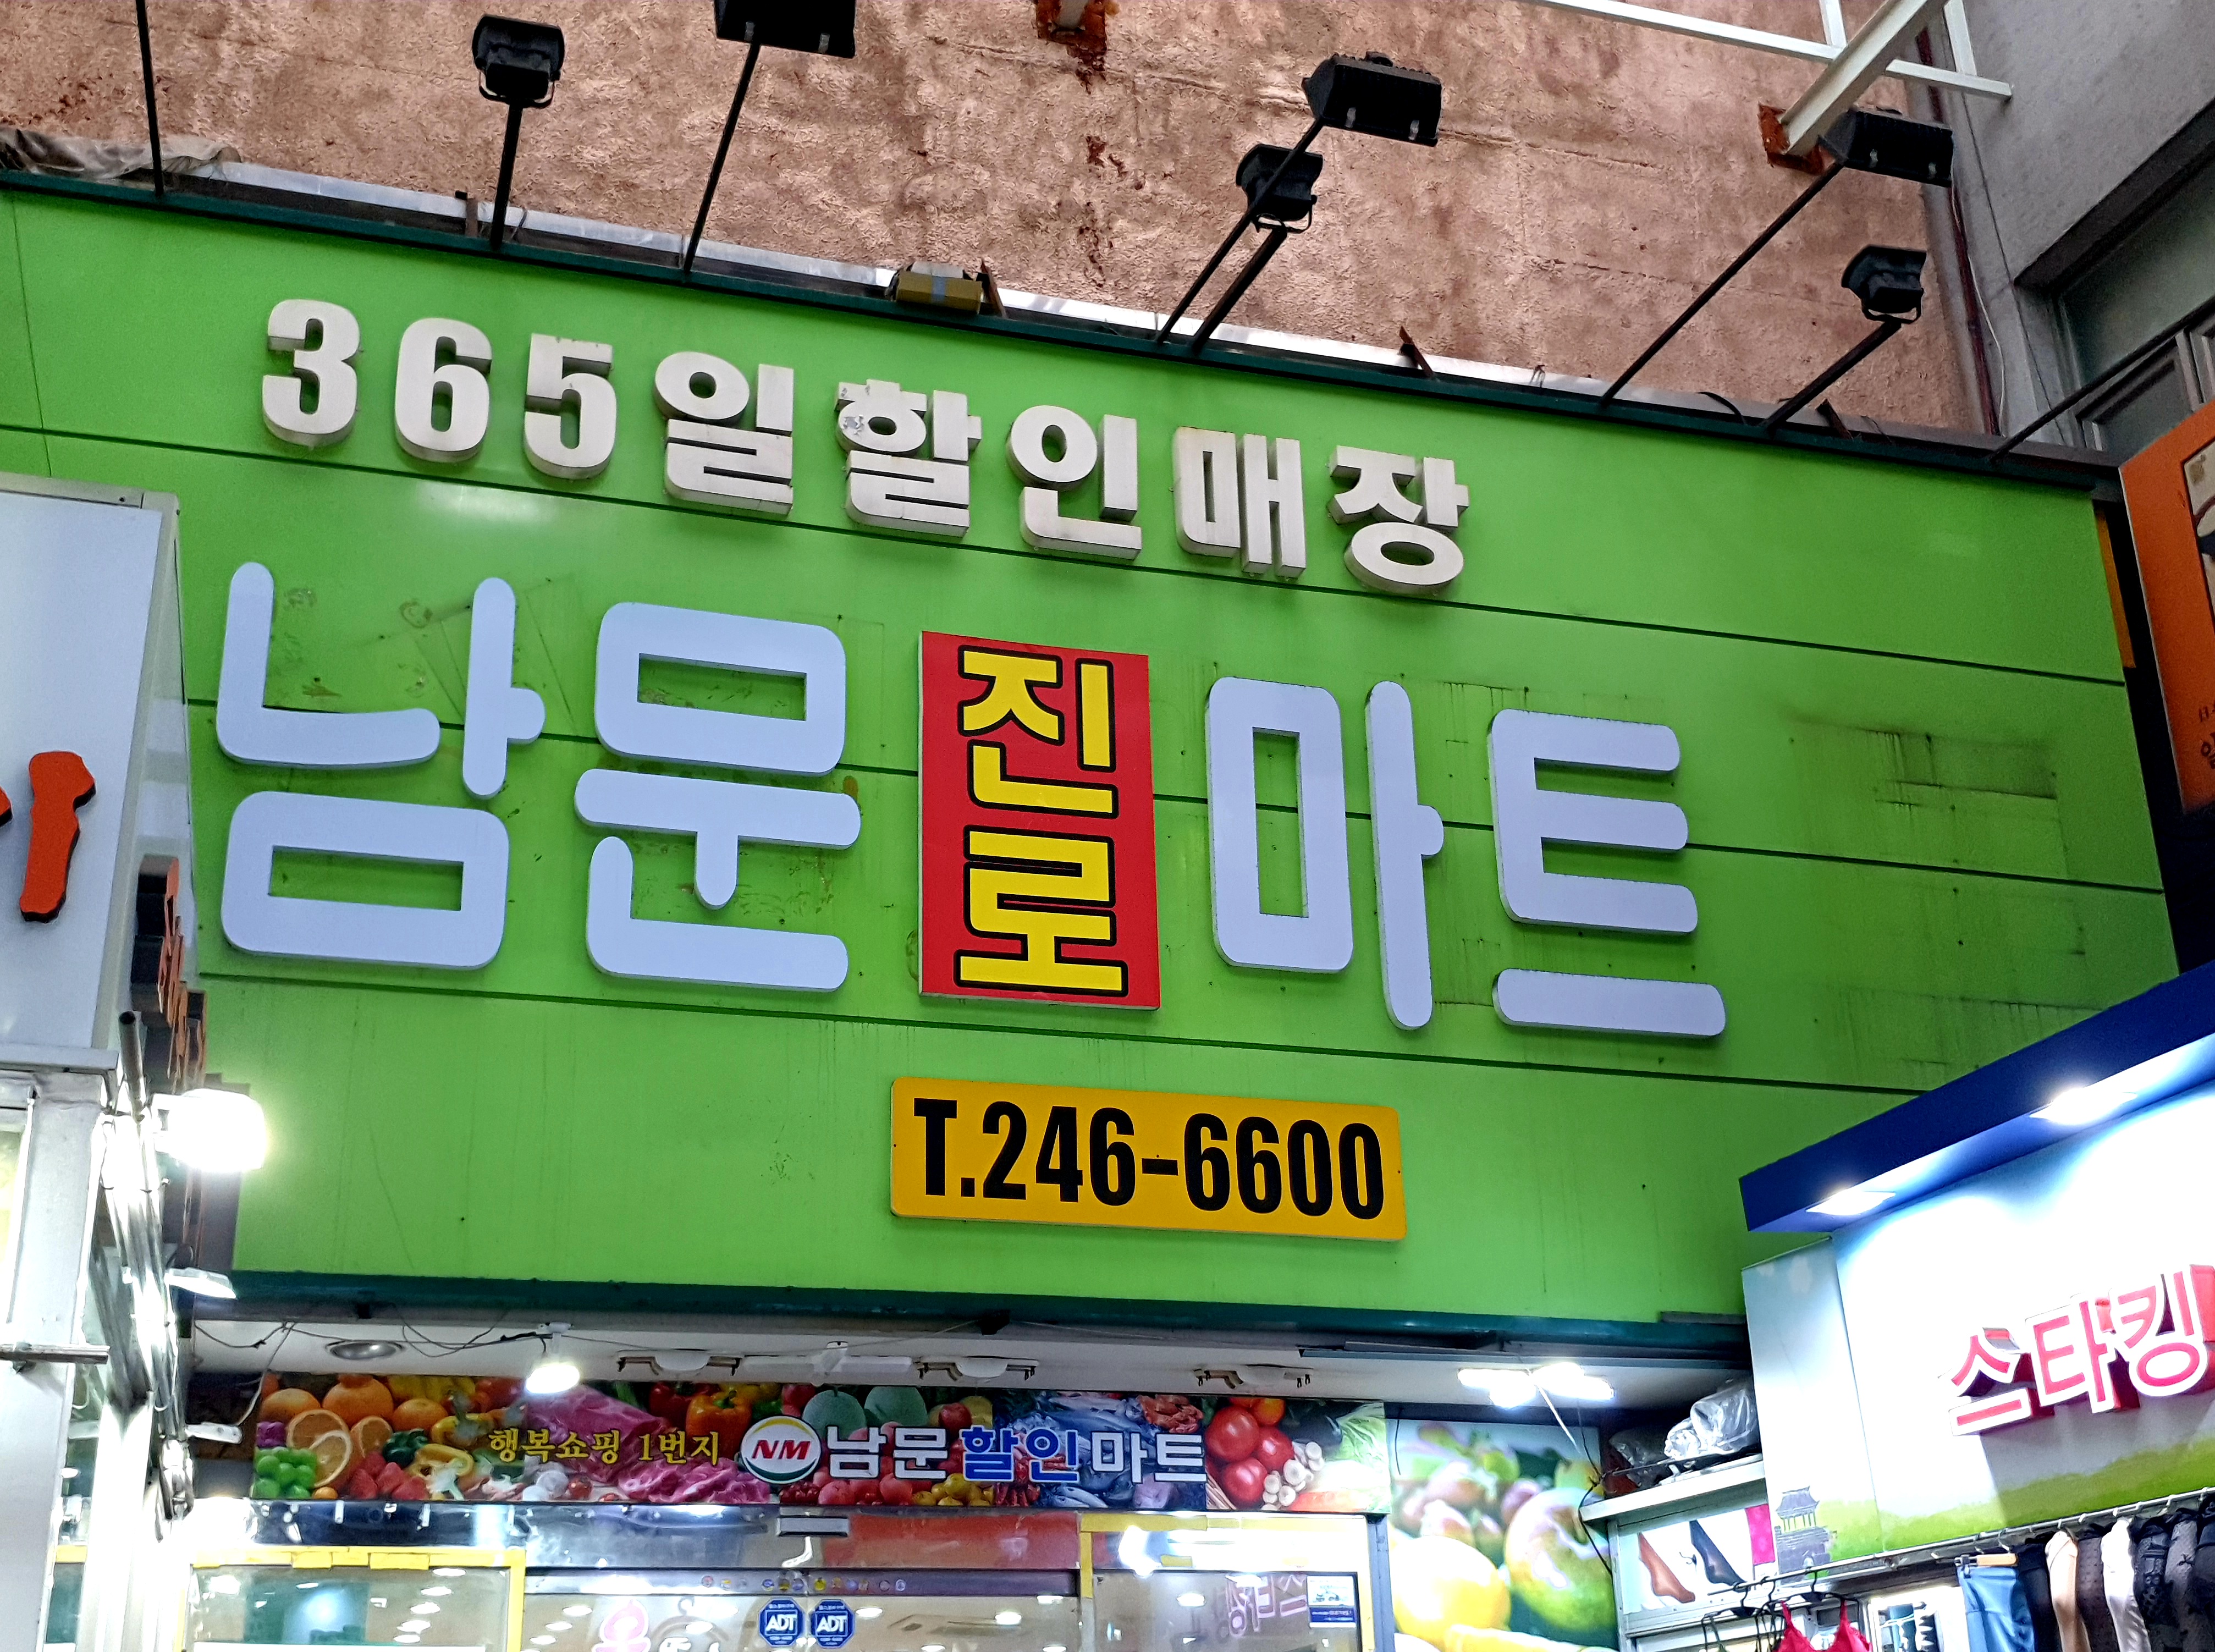 365일할인매장
남문 진로 마트
T.246-6600
행복쇼핑 1번지 NM 남문할인마트
스타킹
ADT ADT